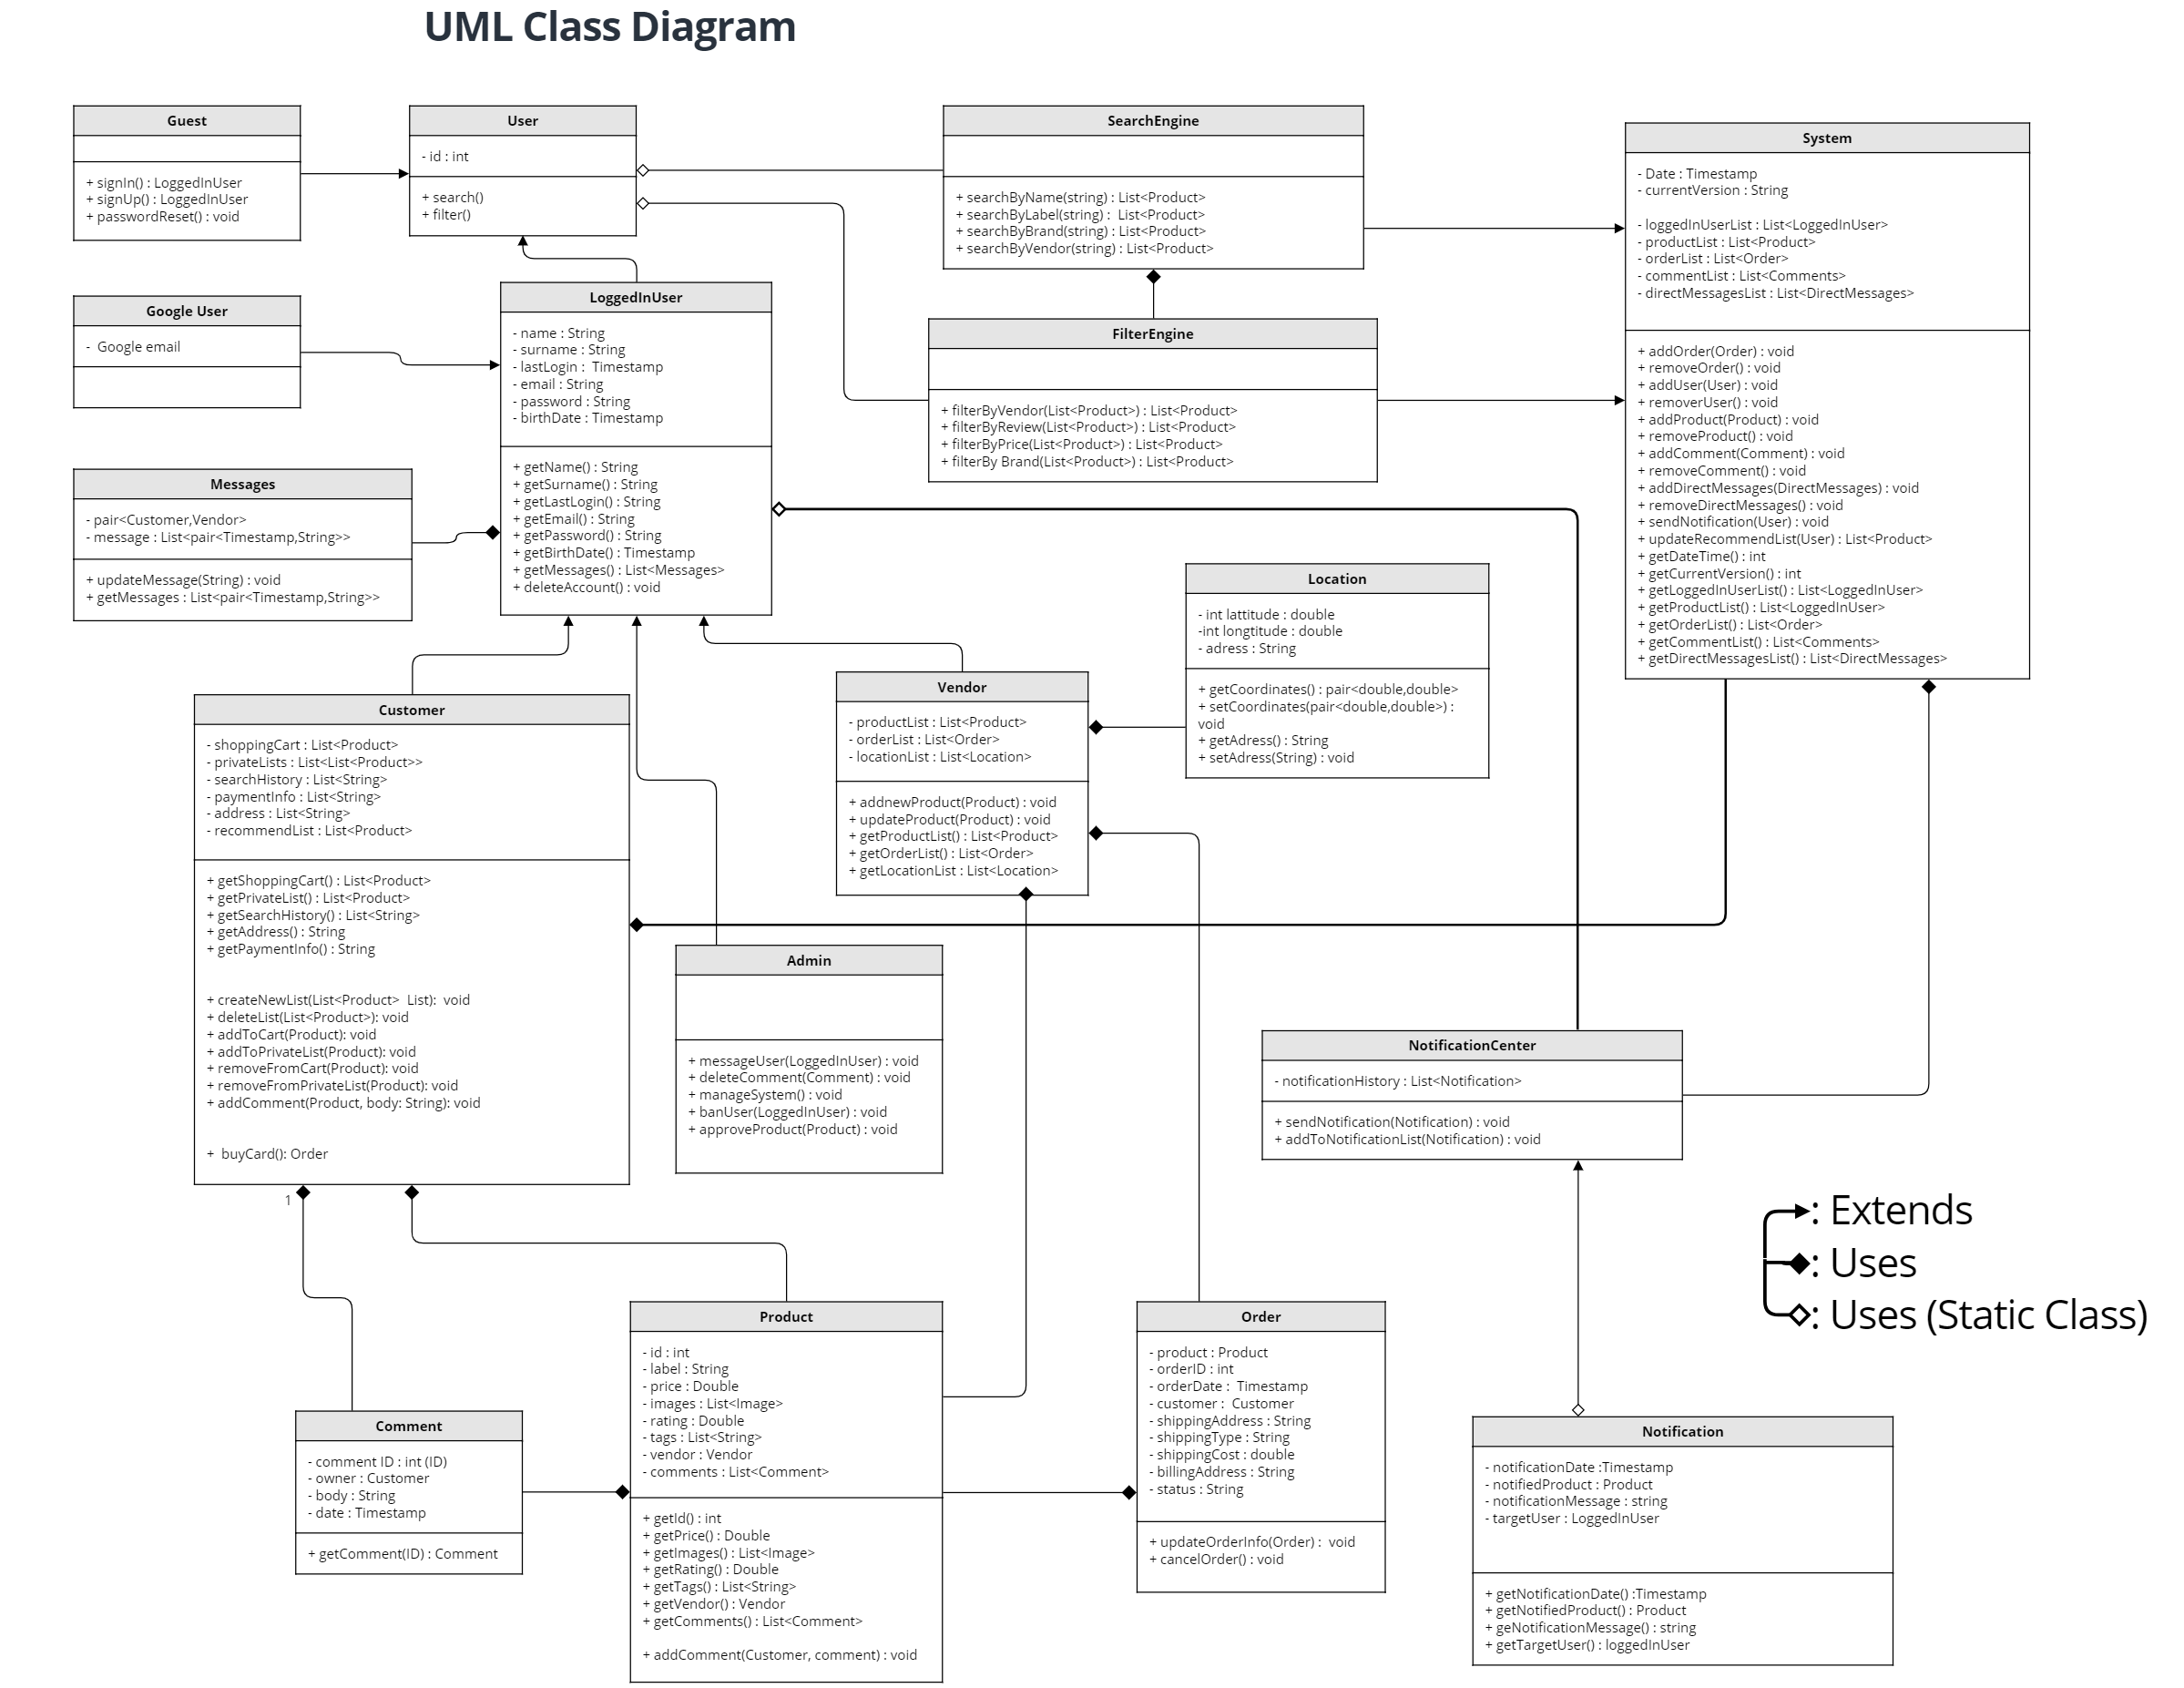 UML Class Diagram
Guest
+ signIn() : LoggedInUser
+ signUp() : LoggedInUser
+ passwordReset() : void
User
- id : int
+ search()
+ filter()
SearchEngine
+ searchByName(string) : List<Product>
+ searchByLabel(string) :  List<Product>
+ searchByBrand(string) : List<Product>
+ searchByVendor(string) : List<Product>
System
- Date : Timestamp
- currentVersion : String
- loggedInUserList : List<LoggedInUser>
- productList : List<Product>
- orderList : List<Order>
- commentList : List<Comments>
- directMessagesList : List<DirectMessages>
+ addOrder(Order) : void
+ removeOrder() : void
+ addUser(User) : void
+ removerUser() : void
+ addProduct(Product) : void
+ removeProduct() : void
+ addComment(Comment) : void
+ removeComment() : void
+ addDirectMessages(DirectMessages) : void
+ removeDirectMessages() : void
+ sendNotification(User) : void
+ updateRecommendList(User) : List<Product>
+ getDateTime() : int
+ getCurrentVersion() : int
+ getLoggedInUserList() : List<LoggedInUser>
+ getProductList() : List<LoggedInUser>
+ getOrderList() : List<Order>
+ getCommentList() : List<Comments>
+ getDirectMessagesList() : List<DirectMessages>
Google User
-  Google email
LoggedInUser
- name : String
- surname : String
- lastLogin :  Timestamp
- email : String
- password : String
- birthDate : Timestamp
+ getName() : String
+ getSurname() : String
+ getLastLogin() : String
+ getEmail() : String
+ getPassword() : String
+ getBirthDate() : Timestamp
+ getMessages() : List<Messages>
+ deleteAccount() : void
FilterEngine
+ filterByVendor(List<Product>) : List<Product>
+ filterByReview(List<Product>) : List<Product>
+ filterByPrice(List<Product>) : List<Product>
+ filterBy Brand(List<Product>) : List<Product>
Messages
- pair<Customer,Vendor>
- message : List<pair<Timestamp,String>>
+ updateMessage(String) : void
+ getMessages : List<pair<Timestamp,String>>
Location
- int lattitude : double
-int longtitude : double
- adress : String
+ getCoordinates() : pair<double,double>
+ setCoordinates(pair<double,double>) :
void
+ getAdress() : String
+ setAdress(String) : void
Vendor
- productList : List<Product>
- orderList : List<Order>
- locationList : List<Location>
+ addnewProduct(Product) : void
+ updateProduct(Product) : void
+ getProductList() : List<Product>
+ getOrderList() : List<Order>
+ getLocationList : List<Location>
Customer
- shoppingCart : List<Product>
- privateLists : List<List<Product>>
- searchHistory : List<String>
- paymentInfo : List<String>
- address : List<String>
- recommendList : List<Product>
+ getShoppingCart() : List<Product>
+ getPrivateList() : List<Product>
+ getSearchHistory() : List<String>
+ getAddress() : String
+ getPaymentInfo() : String
+ createNewList(List<Product>  List):  void
+ deleteList(List<Product>): void
+ addToCart(Product): void
+ addToPrivateList(Product): void
+ removeFromCart(Product): void
+ removeFromPrivateList(Product): void
+ addComment(Product, body: String): void
+  buyCard(): Order
1
Admin
+ messageUser(LoggedInUser) : void
+ deleteComment(Comment) : void
+ manageSystem() : void
+ banUser(LoggedInUser) : void
+ approveProduct(Product) : void
NotificationCenter
- notificationHistory : List<Notification>
+ sendNotification(Notification) : void
+ addToNotificationList(Notification) : void
: Extends
: Uses
: Uses (Static Class)
Product
- id : int
- label : String
- price : Double
- images : List<Image>
- rating : Double
- tags : List<String>
- vendor : Vendor
- comments : List<Comment>
+ getId() : int
+ getPrice() : Double
+ getImages() : List<Image>
+ getRating() : Double
+ getTags() : List<String>
+ getVendor() : Vendor
+ getComments() : List<Comment>
+ addComment(Customer, comment) : void
Order
- product : Product
- orderID : int
- orderDate :  Timestamp
- customer :  Customer
- shippingAddress : String
- shippingType : String
- shippingCost : double
- billingAddress : String
- status : String
+ updateOrderInfo(Order) :  void
+ cancelOrder() : void
Comment
- comment ID : int (ID)
- owner : Customer
- body : String
- date : Timestamp
+ getComment(ID) : Comment
Notification
- notificationDate :Timestamp
- notifiedProduct : Product
- notificationMessage : string
- targetUser : LoggedInUser
+ getNotificationDate() :Timestamp
+ getNotifiedProduct() : Product
+ geNotificationMessage() : string
+ getTargetUser() : loggedInUser